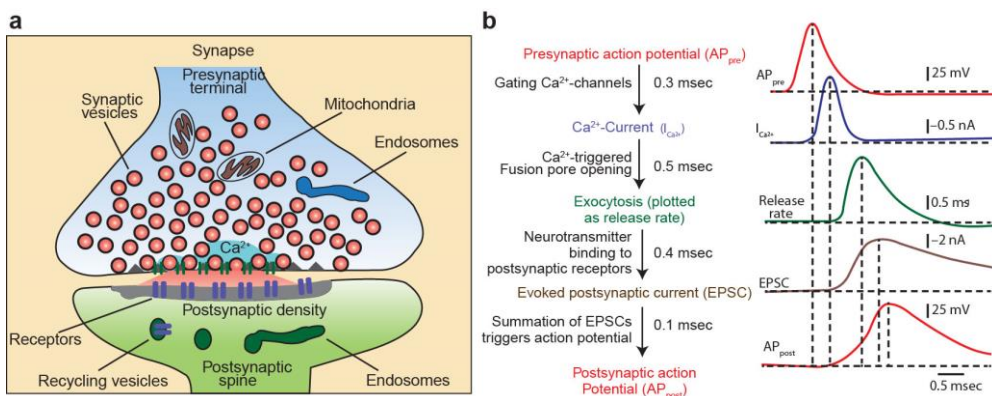 a
Synapse
Presynaptic
terminal
Synaptic
vesicles
Mitochondria
Endosomes
Ca²⁺
Postsynaptic density
Receptors
Recycling vesicles
Postsynaptic
spine
Endosomes
b
Presynaptic action potential (APpre)
Gating Ca²⁺-channels
0.3 msec
Ca²⁺-Current (ICa2+)
Ca²⁺-triggered
Fusion pore opening
0.5 msec
Exocytosis (plotted
as release rate)
Neurotransmitter
binding to
postsynaptic receptors
0.4 msec
Evoked postsynaptic current (EPSC)
Summation of EPSCs
triggers action potential
0.1 msec
Postsynaptic action
Potential (APpost)
APpre
25 mV
ICa2+
–0.5 nA
Release
rate
0.5 ms
–2 nA
EPSC
25 mV
APpost
0.5 msec